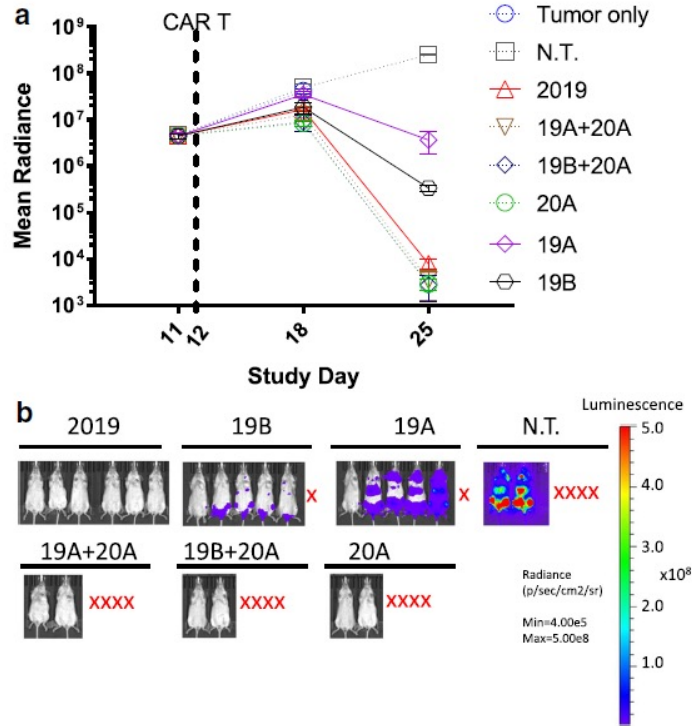 a
CAR T
10⁹
10⁸
10⁷
10⁶
10⁵
10⁴
10³
Mean Radiance
11
12
18
25
Study Day
Tumor only
N.T.
2019
19A+20A
19B+20A
20A
19A
19B
b
2019
19B
19A
N.T.
X
X
XXXX
19A+20A
19B+20A
20A
XXXX
XXXX
XXXX
Luminescence
5.0
4.0
3.0
x10⁸
2.0
1.0
Radiance
(p/sec/cm2/sr)
Min=4.00e5
Max=5.00e8